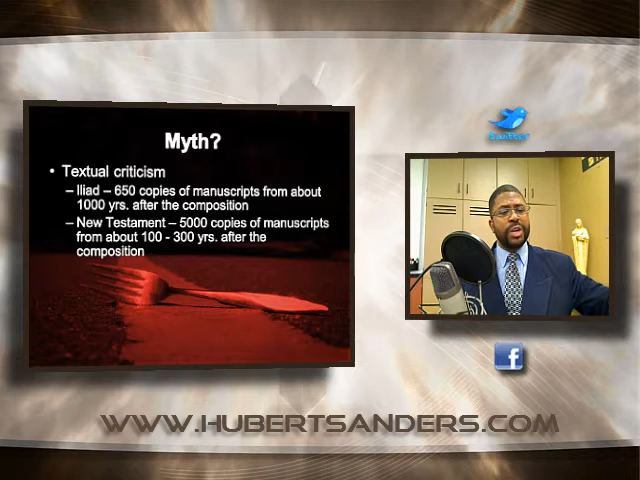 Myth?
• Textual criticism
– Iliad – 650 copies of manuscripts from about
1000 yrs. after the composition
– New Testament – 5000 copies of manuscripts
from about 100 - 300 yrs. after the
composition
f
WWW.HUBERTSANDERS.COM